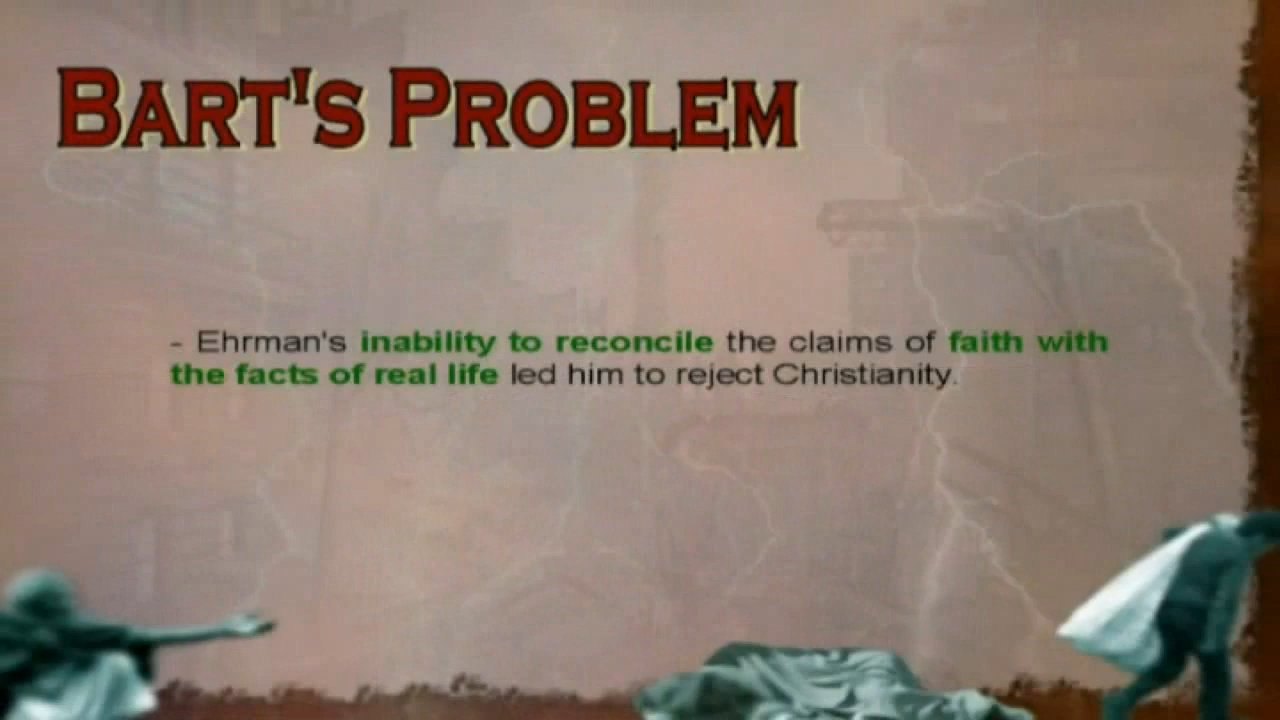 BART'S PROBLEM
- Ehrman's inability to reconcile the claims of faith with
the facts of real life led him to reject Christianity.